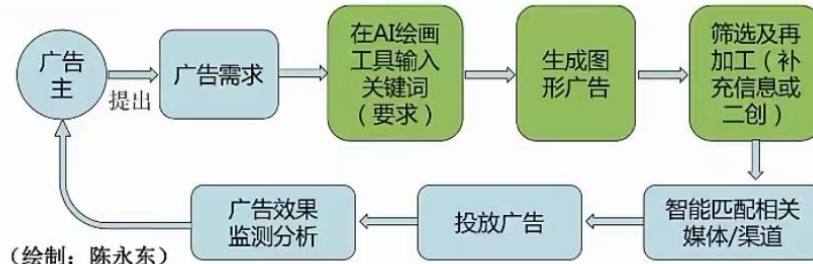 广告
主
提出
广告需求
在AI绘画
工具输入
关键词
（要求）
生成图
形广告
筛选及再
加工（补
充信息或
二创）
智能匹配相关
媒体/渠道
投放广告
广告效果
监测分析
（绘制：陈永东）